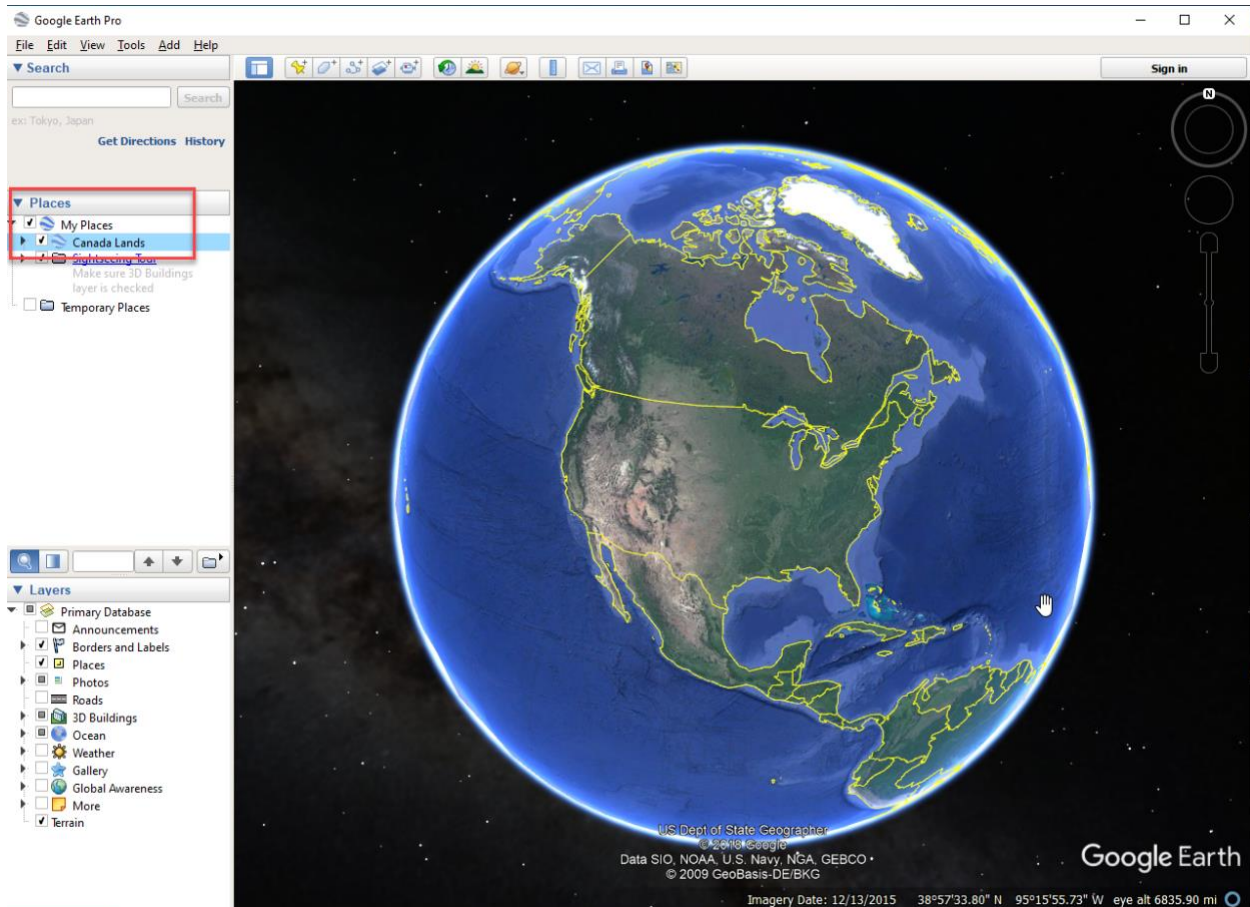 Google Earth Pro
File Edit View Tools Add Help
Search
Sign in
Search
ex: Tokyo, Japan
Get Directions History
N
Places
My Places
Canada Lands
Sightseeing Tour
Make sure 3D Buildings
layer is checked
Temporary Places
Layers
Primary Database
Announcements
Borders and Labels
Places
Photos
Roads
3D Buildings
Ocean
Weather
Gallery
Global Awareness
More
Terrain
US Dept of State Geographer
© 2018 Google
Data SIO, NOAA, U.S. Navy, NGA, GEBCO
© 2009 GeoBasis-DE/BKG
Google Earth
Imagery Date: 12/13/2015 38°57'33.80" N 95°15'55.73" W eye alt 6835.90 mi